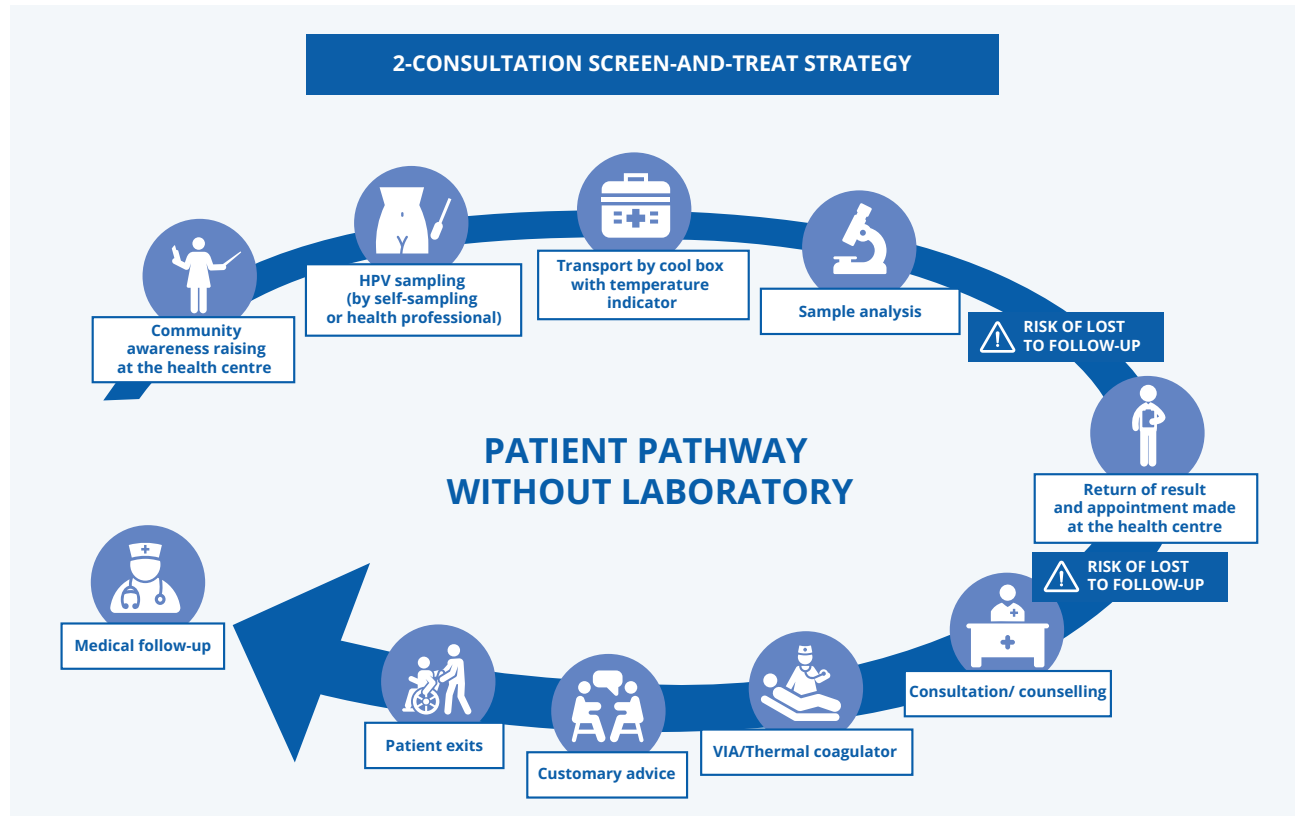 2-CONSULTATION SCREEN-AND-TREAT STRATEGY
Community
awareness raising
at the health centre
HPV sampling
(by self-sampling
or health professional)
Transport by cool box
with temperature
indicator
Sample analysis
RISK OF LOST
TO FOLLOW-UP
Return of result
and appointment made
at the health centre
RISK OF LOST
TO FOLLOW-UP
Consultation/ counselling
VIA/Thermal coagulator
Customary advice
Patient exits
Medical follow-up
PATIENT PATHWAY
WITHOUT LABORATORY